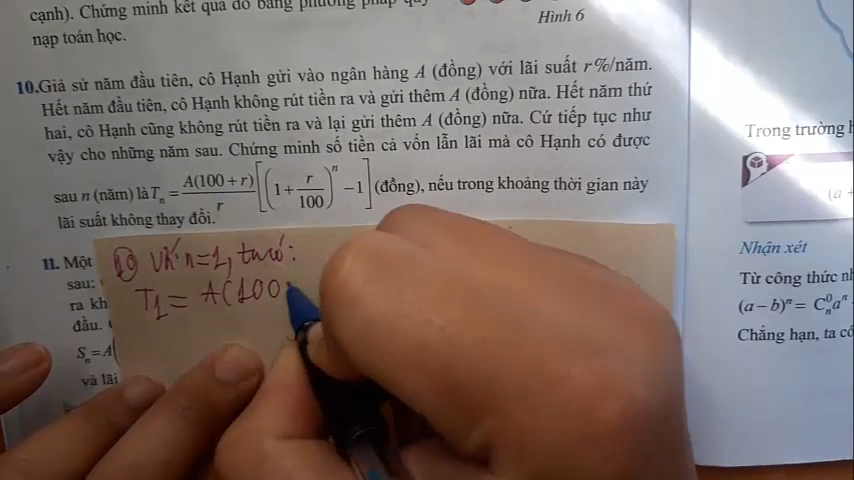 cạnh). Chứng minh kết quả đó bằng phương pháp quy
nạp toán học.
Hình 6
10.Giả sử năm đầu tiên, cô Hạnh gửi vào ngân hàng A (đồng) với lãi suất r%/năm.
Hết năm đầu tiên, cô Hạnh không rút tiền ra và gửi thêm A (đồng) nữa. Hết năm thứ
hai, cô Hạnh cũng không rút tiền ra và lại gửi thêm A (đồng) nữa. Cứ tiếp tục như
vậy cho những năm sau. Chứng minh số tiền cả vốn lẫn lãi mà cô Hạnh có được
sau n (năm) là Tₙ = A(100 + r)/r [(1 + r/100)ⁿ − 1] (đồng), nếu trong khoảng thời gian này
lãi suất không thay đổi.
11. Một
sau:
ra kh
đầu.
Sₙ = A(
và lãi
10 Với n=1, ta có:
T₁ = A(100
Trong trường h
(a +
Nhận xét
Từ công thức nh
(a − b)ⁿ = C⁰ₙaⁿ
Chẳng hạn, ta có